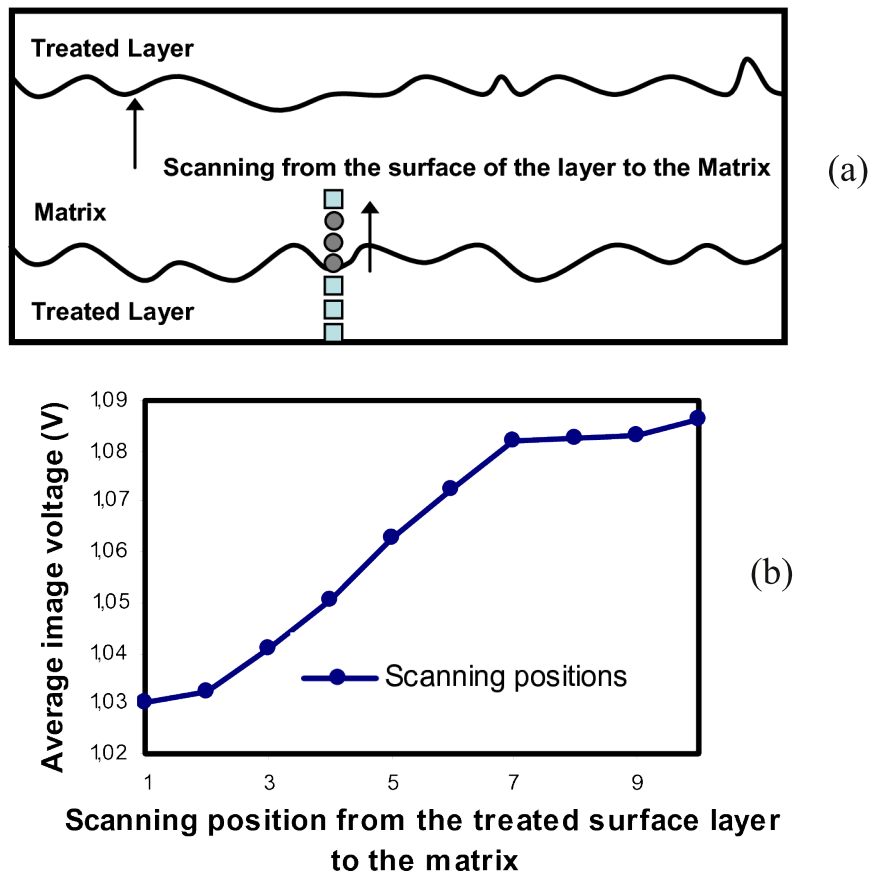 Treated Layer
Scanning from the surface of the layer to the Matrix
(a)
Matrix
Treated Layer
1,09
1,08
1,07
1,06
1,05
1,04
1,03
1,02
Average image voltage (V)
(b)
Scanning positions
1 3 5 7 9
Scanning position from the treated surface layer
to the matrix